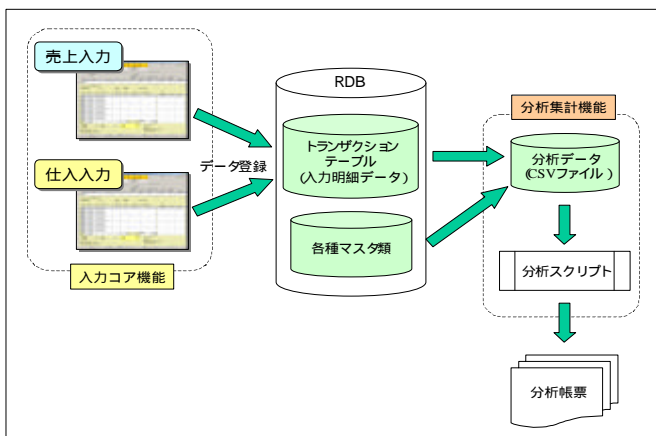 売上入力
仕入入力
入力コア機能
データ登録
RDB
トランザクション
テーブル
(入力明細データ)
各種マスタ類
分析集計機能
分析データ
(CSVファイル)
分析スクリプト
分析帳票